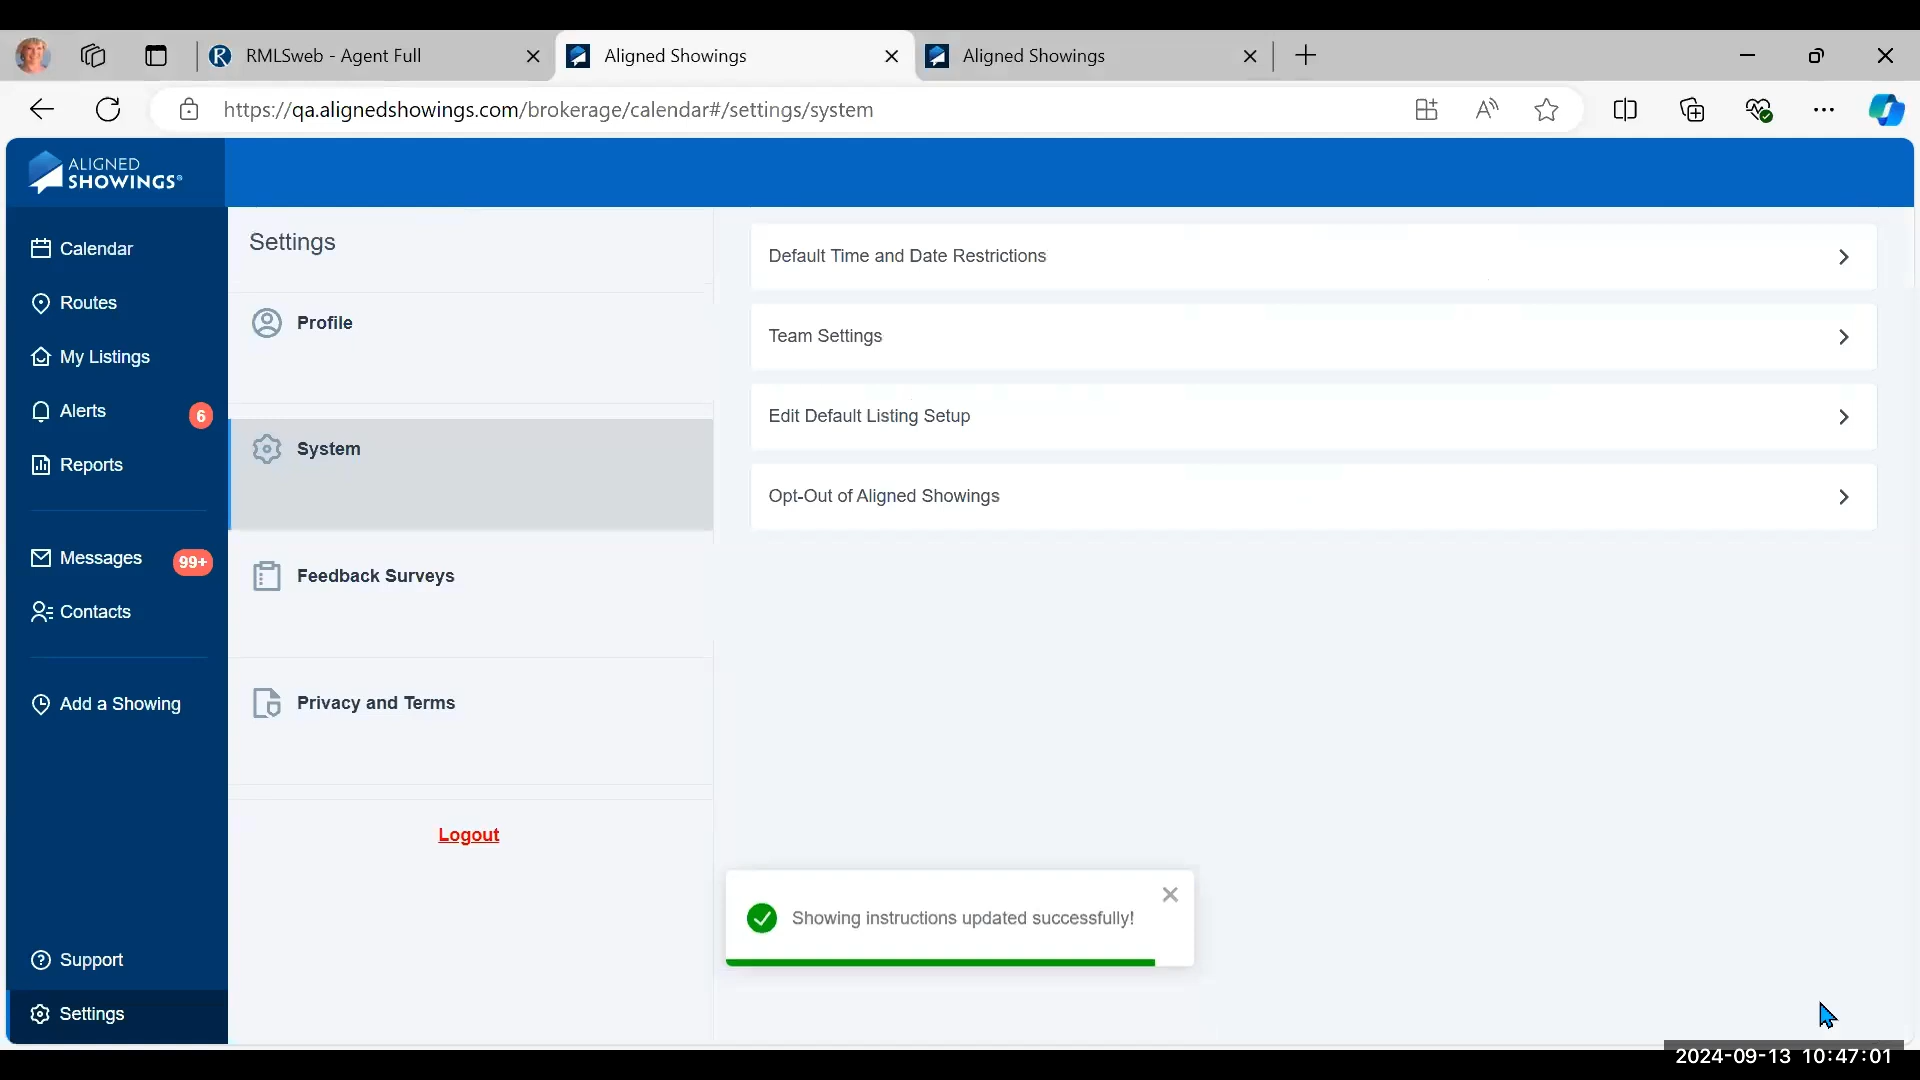 RMLSweb - Agent Full
Aligned Showings
Aligned Showings
https://qa.alignedshowings.com/brokerage/calendar#/settings/system
ALIGNED
SHOWINGS®
Calendar
Routes
My Listings
Alerts
6
Reports
Messages
99+
Contacts
Add a Showing
Support
Settings
Settings
Profile
System
Feedback Surveys
Privacy and Terms
Logout
Default Time and Date Restrictions
Team Settings
Edit Default Listing Setup
Opt-Out of Aligned Showings
Showing instructions updated successfully!
2024-09-13 10:47:01